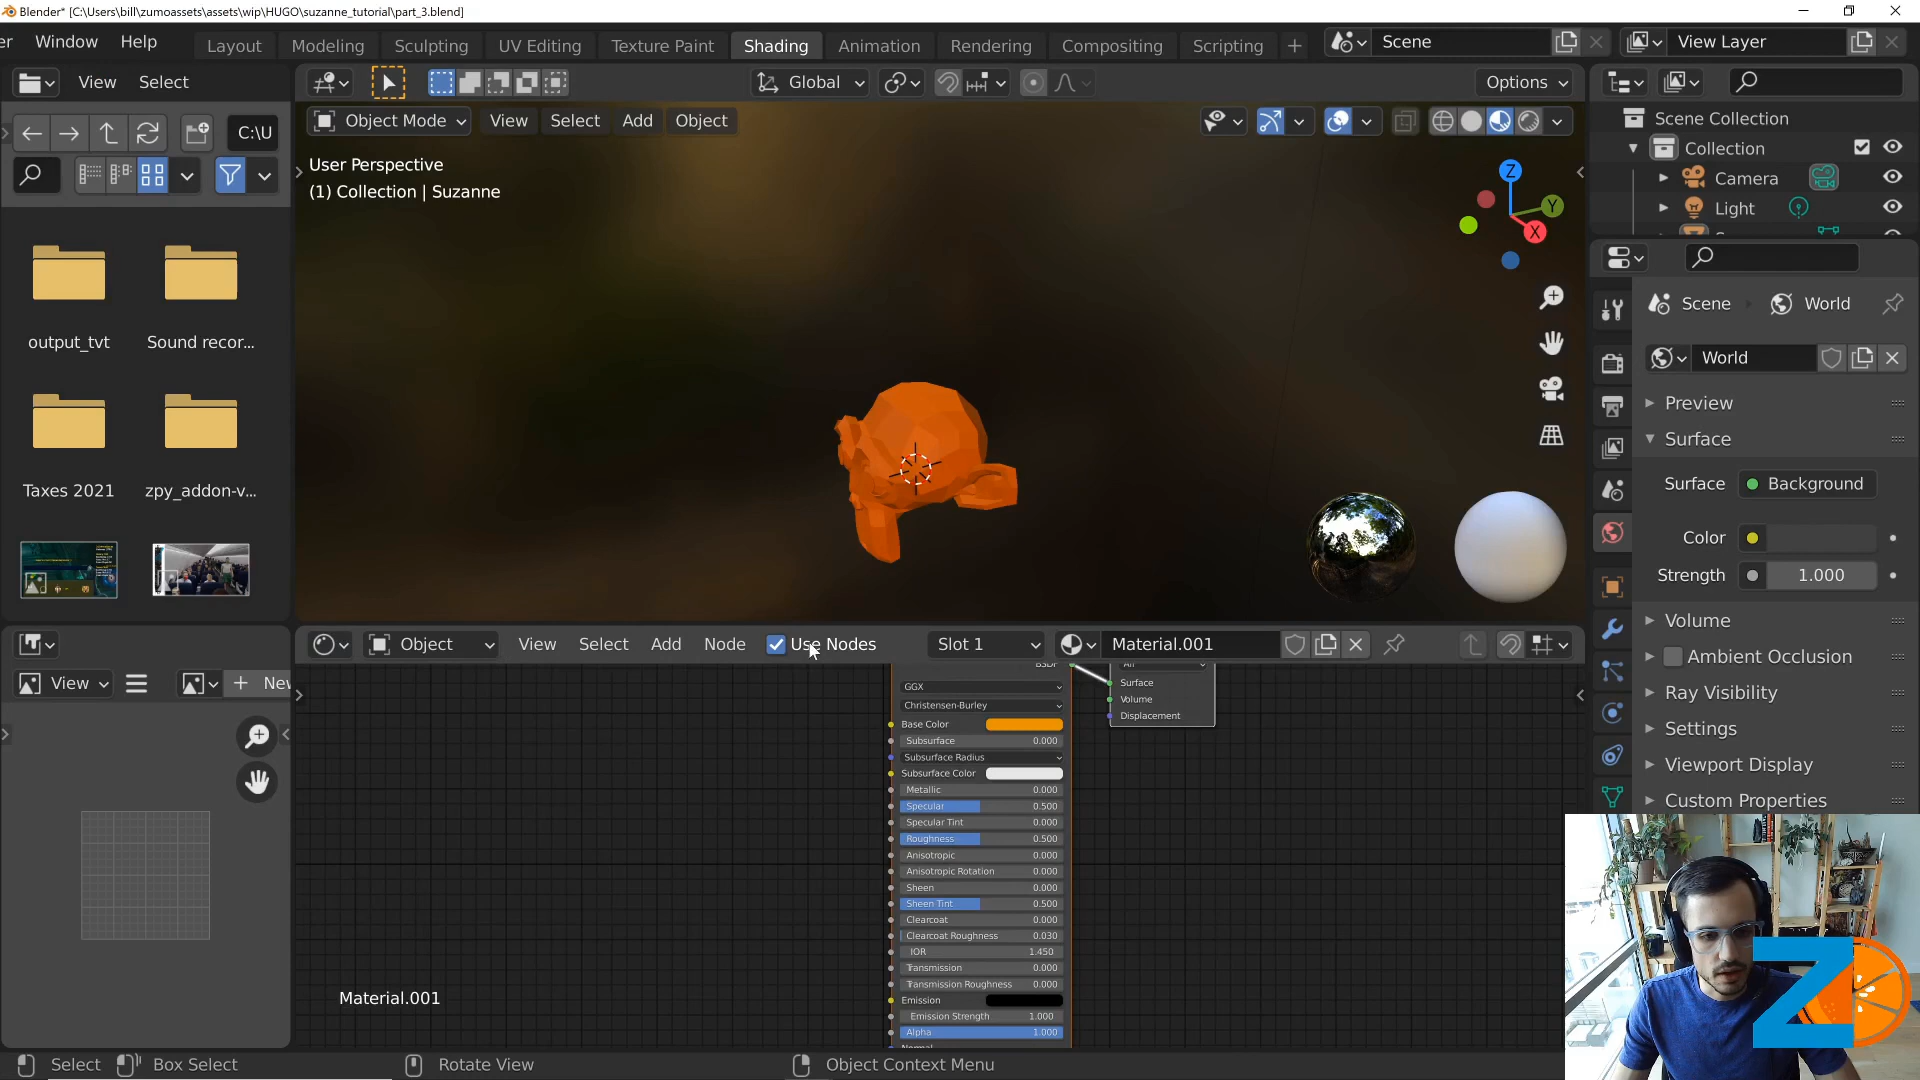 Blender* [C:\Users\bill\zumoassets\assets\wip\HUGO\suzanne_tutorial\part_3.blend]
er Window Help Layout Modeling Sculpting UV Editing Texture Paint Shading Animation Rendering Compositing Scripting + Scene View Layer
View Select Global Options
C:\U
Object Mode View Select Add Object
User Perspective
(1) Collection | Suzanne
Z
Y
X
output_tvt Sound recor...
Taxes 2021 zpy_addon-v...
Scene Collection
Collection
Camera
Light
Scene World
World
Preview
Surface
Surface Background
Color
Strength 1.000
Volume
Ambient Occlusion
Ray Visibility
Settings
Viewport Display
Custom Properties
Object View Select Add Node Use Nodes Slot 1 Material.001
View + New
BSDF
GGX
Christensen-Burley
Base Color
Subsurface 0.000
Subsurface Radius
Subsurface Color
Metallic 0.000
Specular 0.500
Specular Tint 0.000
Roughness 0.500
Anisotropic 0.000
Anisotropic Rotation 0.000
Sheen 0.000
Sheen Tint 0.500
Clearcoat 0.000
Clearcoat Roughness 0.030
IOR 1.450
Transmission 0.000
Transmission Roughness 0.000
Emission
Emission Strength 1.000
Alpha 1.000
All
Surface
Volume
Displacement
Material.001
Z
Select Box Select Rotate View Object Context Menu